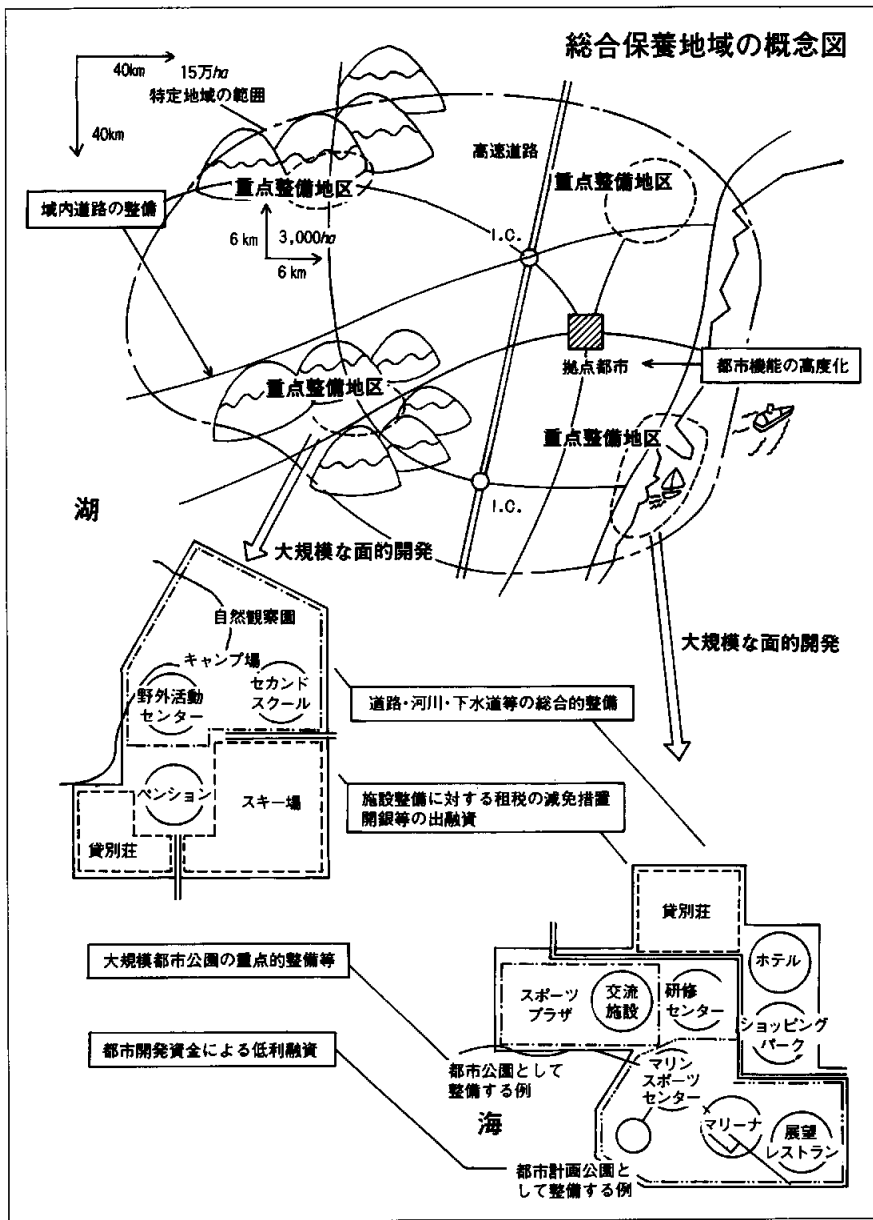 総合保養地域の概念図
40km
40km
15万ha
特定地域の範囲
高速道路
重点整備地区
重点整備地区
域内道路の整備
6km
3,000ha
6km
I.C.
拠点都市
都市機能の高度化
重点整備地区
重点整備地区
I.C.
湖
大規模な面的開発
大規模な面的開発
自然観察園
キャンプ場
野外活動
センター
セカンド
スクール
道路・河川・下水道等の総合的整備
ペンション
スキー場
貸別荘
施設整備に対する租税の減免措置
開銀等の出融資
貸別荘
大規模都市公園の重点的整備等
スポーツ
プラザ
交流
施設
研修
センター
ホテル
ショッピング
パーク
都市開発資金による低利融資
都市公園として
整備する例
マリン
スポーツ
センター
海
マリーナ
展望
レストラン
都市計画公園と
して整備する例